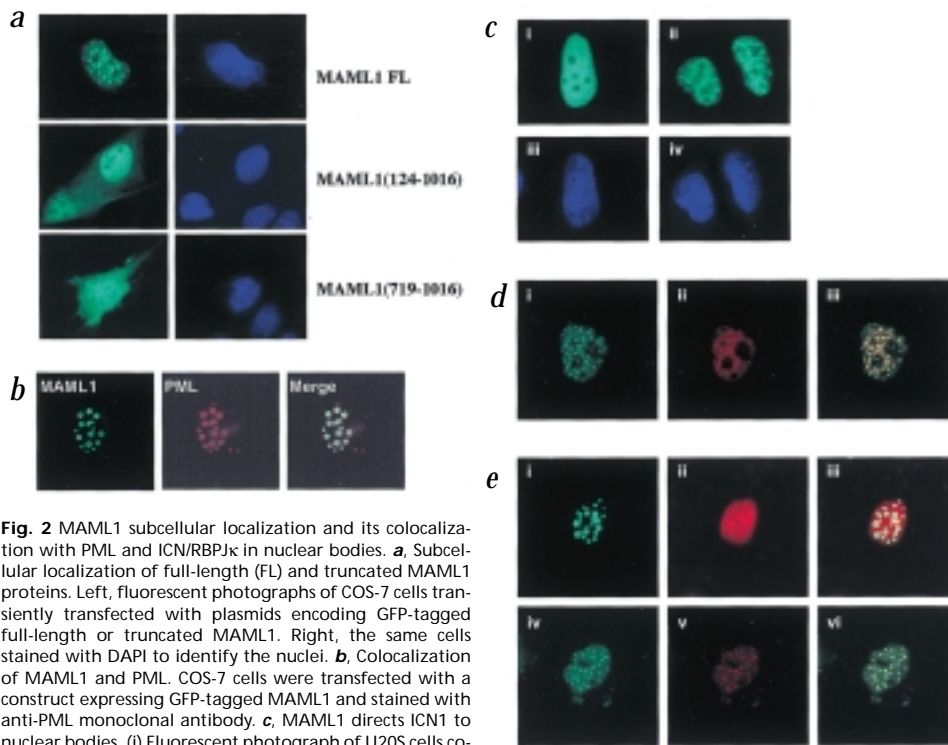 a
MAML1 FL
MAML1(124-1016)
MAML1(719-1016)
b
MAML1 PML Merge
c
i ii
iii iv
d
i ii iii
e
i ii iii
iv v vi
Fig. 2 MAML1 subcellular localization and its colocaliza-
tion with PML and ICN/RBPJκ in nuclear bodies. a, Subcel-
lular localization of full-length (FL) and truncated MAML1
proteins. Left, fluorescent photographs of COS-7 cells tran-
siently transfected with plasmids encoding GFP-tagged
full-length or truncated MAML1. Right, the same cells
stained with DAPI to identify the nuclei. b, Colocalization
of MAML1 and PML. COS-7 cells were transfected with a
construct expressing GFP-tagged MAML1 and stained with
anti-PML monoclonal antibody. c, MAML1 directs ICN1 to
nuclear bodies. (i) Fluorescent photograph of U20S cells co-